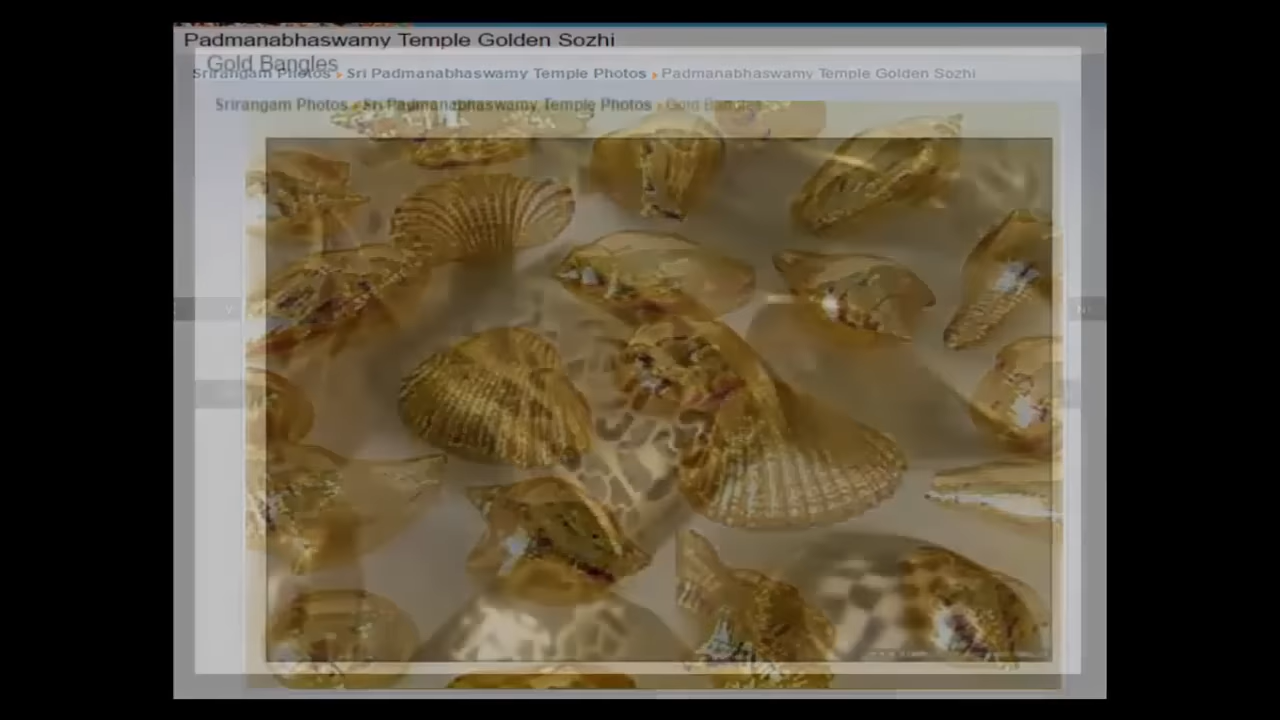 Padmanabhaswamy Temple Golden Sozhi
Gold Bangles
Srirangam Photos Sri Padmanabhaswamy Temple Photos Padmanabhaswamy Temple Golden Sozhi
Srirangam Photos Sri Padmanabhaswamy Temple Photos Gold Bangles